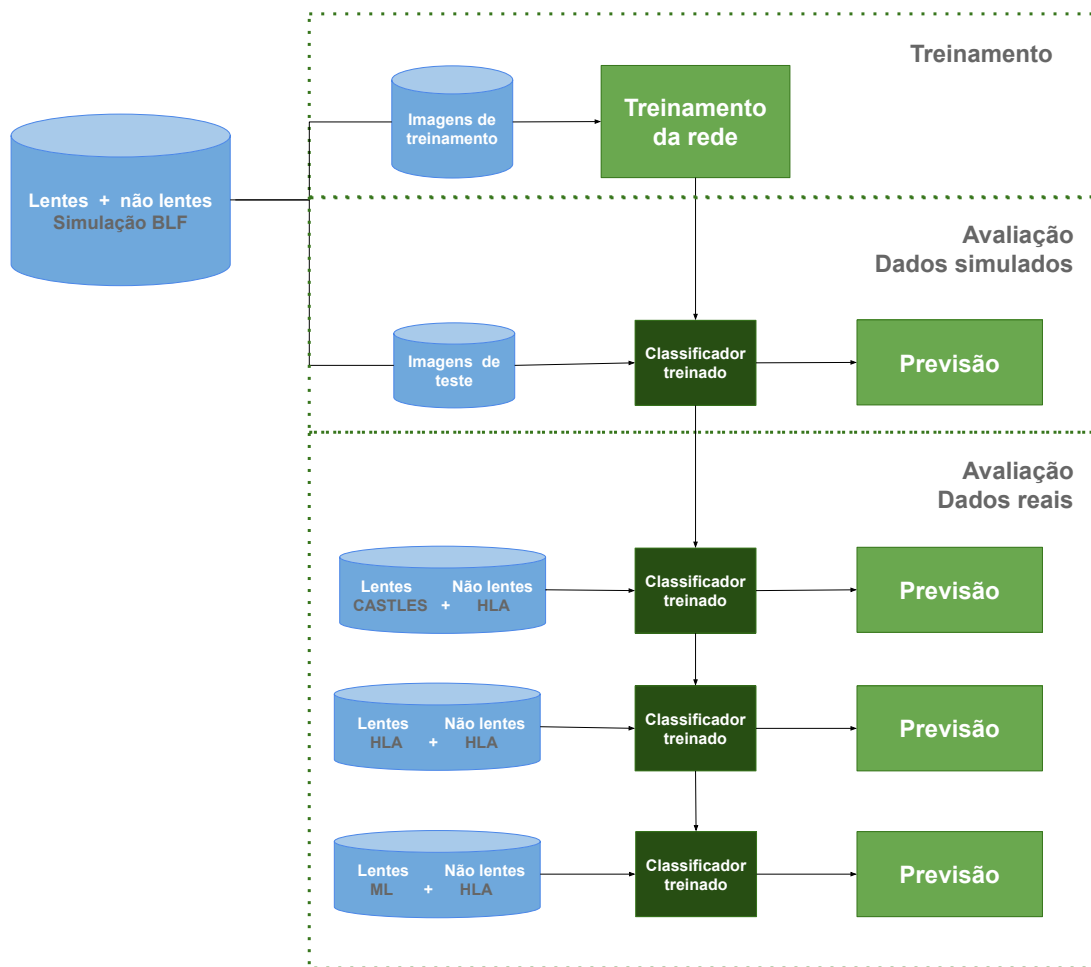 Treinamento
Imagens de
treinamento
Treinamento
da rede
Lentes + não lentes
Simulação BLF
Avaliação
Dados simulados
Imagens de
teste
Classificador
treinado
Previsão
Avaliação
Dados reais
Lentes Não lentes
CASTLES + HLA
Classificador
treinado
Previsão
Lentes Não lentes
HLA + HLA
Classificador
treinado
Previsão
Lentes Não lentes
ML + HLA
Classificador
treinado
Previsão